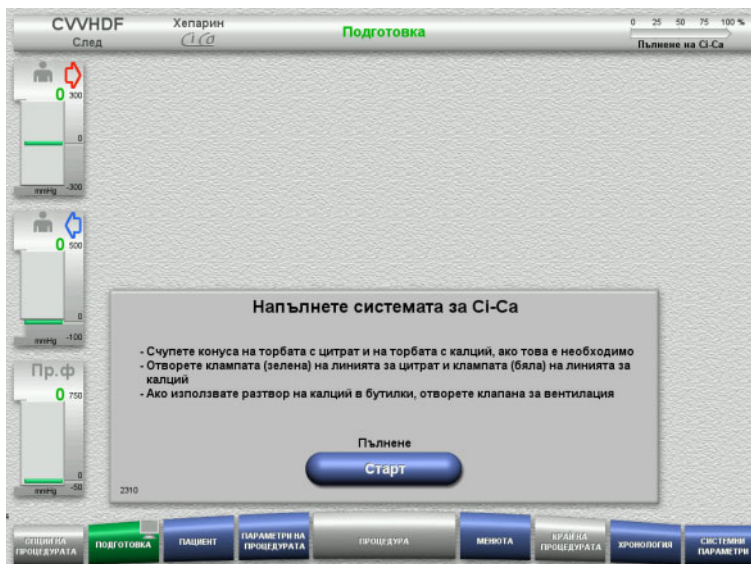 CVVHDF
След
Хепарин
Ci Ca
Подготовка
0 25 50 75 100 %
Пълнене на Ci-Ca
0 300
0
mmHg -300
0 500
0
mmHg -100
Пр.ф
0 750
0
mmHg -50
Напълнете системата за Ci-Ca
- Счупете конуса на торбата с цитрат и на торбата с калций, ако това е необходимо
- Отворете клампата (зелена) на линията за цитрат и клампата (бяла) на линията за
калций
- Ако използвате разтвор на калций в бутилки, отворете клапана за вентилация
Пълнене
Старт
2310
ОПЦИИ НА
ПРОЦЕДУРАТА
ПОДГОТОВКА
ПАЦИЕНТ
ПАРАМЕТРИ НА
ПРОЦЕДУРАТА
ПРОЦЕДУРА
МЕНЮТА
КРАЙ НА
ПРОЦЕДУРАТА
ХРОНОЛОГИЯ
СИСТЕМНИ
ПАРАМЕТРИ